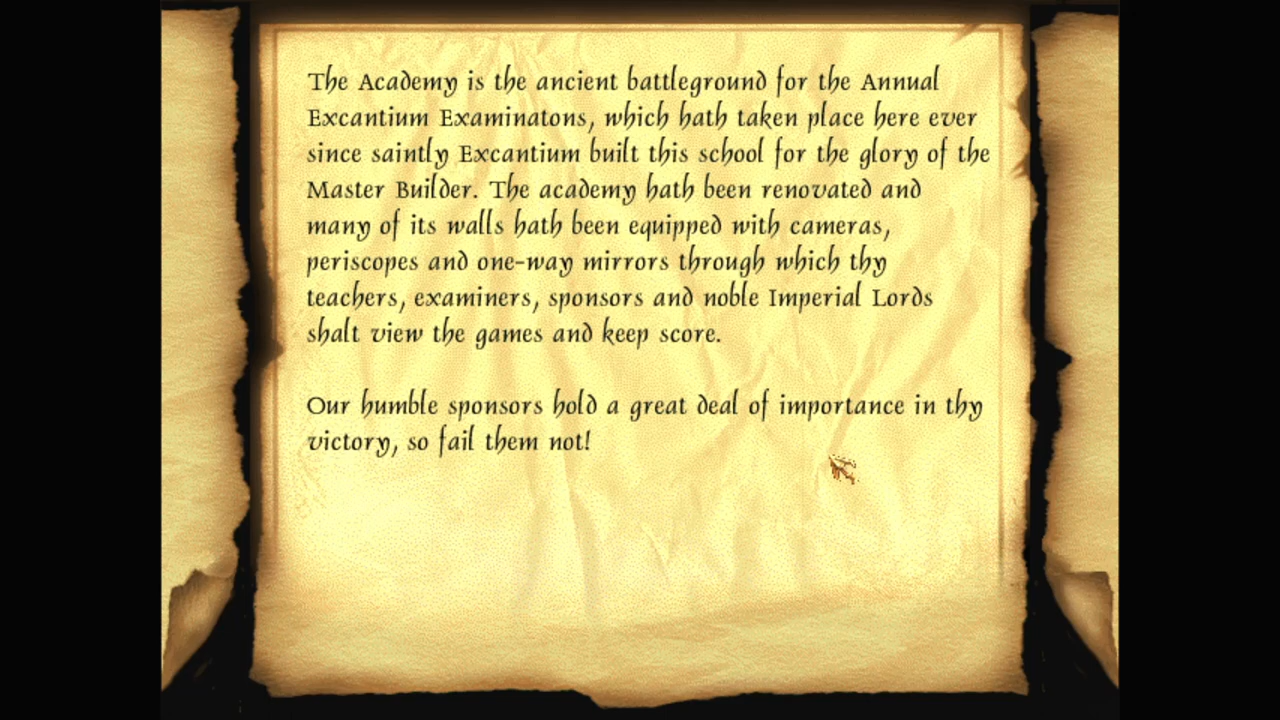 The Academy is the ancient battleground for the Annual
Excantium Examinatons, which hath taken place here ever
since saintly Excantium built this school for the glory of the
Master Builder. The academy hath been renovated and
many of its walls hath been equipped with cameras,
periscopes and one-way mirrors through which thy
teachers, examiners, sponsors and noble Imperial Lords
shalt view the games and keep score.
Our humble sponsors hold a great deal of importance in thy
victory, so fail them not!